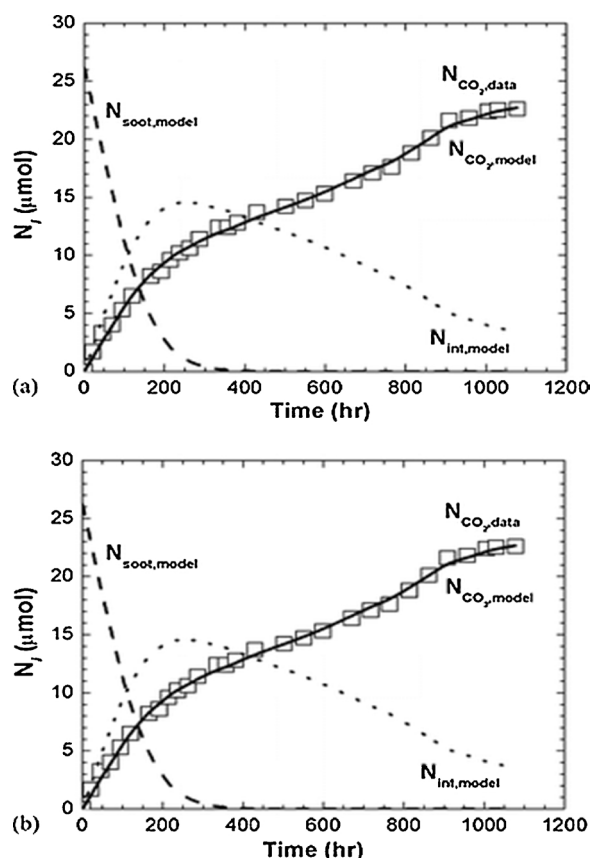 (a)
N_I (μmol)
30
25
20
15
10
5
0
N_soot,model
N_CO₂,data
N_CO₂,model
N_int,model
0 200 400 600 800 1000 1200
Time (hr)
(b)
N_I (μmol)
30
25
20
15
10
5
0
N_soot,model
N_CO₂,data
N_CO₂,model
N_int,model
0 200 400 600 800 1000 1200
Time (hr)